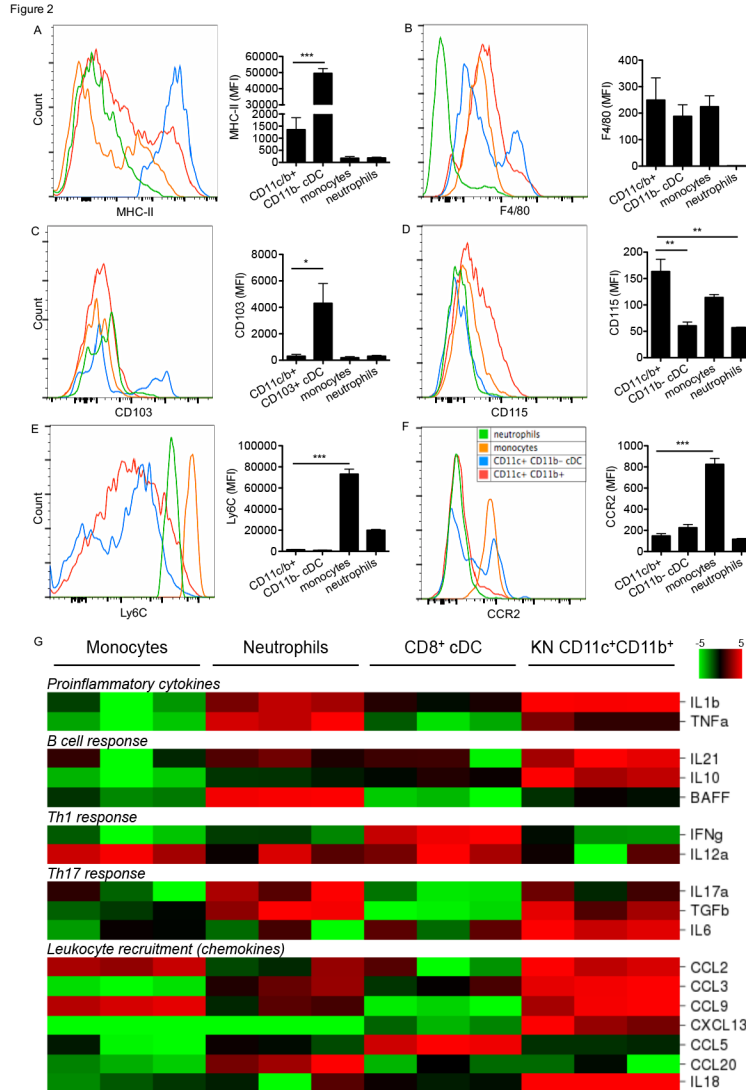 Figure 2
A
Count
MHC-II
MHC-II (MFI)
60000
50000
40000
30000
20000
10000
2000
1500
1000
500
0
***
CD11c/b+
CD11b- cDC
monocytes
neutrophils
B
F4/80
F4/80 (MFI)
400
300
200
100
0
CD11c/b+
CD11b- cDC
monocytes
neutrophils
C
Count
CD103
CD103 (MFI)
8000
6000
4000
2000
0
*
CD11c/b+
CD103+ cDC
monocytes
neutrophils
D
CD115
CD115 (MFI)
200
150
100
50
0
**
**
CD11c/b+
CD11b- cDC
monocytes
neutrophils
E
Count
Ly6C
Ly6C (MFI)
100000
80000
60000
40000
20000
0
***
CD11c/b+
CD11b- cDC
monocytes
neutrophils
F
neutrophils
monocytes
CD11c+ CD11b– cDC
CD11c+ CD11b+
CCR2
CCR2 (MFI)
1000
800
600
400
200
0
***
CD11c/b+
CD11b- cDC
monocytes
neutrophils
G
Monocytes Neutrophils CD8⁺ cDC KN CD11c⁺CD11b⁺
-5 5
Proinflammatory cytokines
IL1b
TNFa
B cell response
IL21
IL10
BAFF
Th1 response
IFNg
IL12a
Th17 response
IL17a
TGFb
IL6
Leukocyte recruitment (chemokines)
CCL2
CCL3
CCL9
CXCL13
CCL5
CCL20
IL18